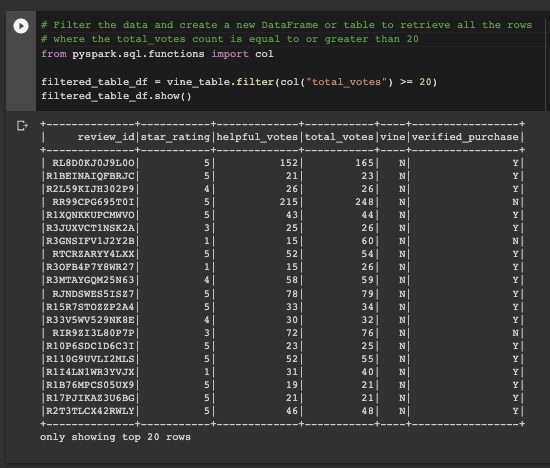 # Filter the data and create a new DataFrame or table to retrieve all the rows
# where the total_votes count is equal to or greater than 20
from pyspark.sql.functions import col
filtered_table_df = vine_table.filter(col("total_votes") >= 20)
filtered_table_df.show()
+--------------+-----------+-------------+-----------+----+-----------------+
|     review_id|star_rating|helpful_votes|total_votes|vine|verified_purchase|
+--------------+-----------+-------------+-----------+----+-----------------+
| RL8D0KJ0J9L0O|          5|          152|        165|   N|                Y|
|R1BEINAIQFBRJC|          5|           21|         23|   N|                Y|
|R2L59KIJH302P9|          4|           26|         26|   N|                Y|
| RR99CPG695T0I|          5|          215|        248|   N|                N|
|R1XQNKKUPCMWVO|          5|           43|         44|   N|                Y|
|R3JUXVCT1NSK2A|          3|           25|         26|   N|                Y|
|R3GNSIFV1J2Y2B|          1|           15|         60|   N|                N|
| RTCRZARYY4LXX|          5|           52|         54|   N|                Y|
|R3OFB4P7Y8WR27|          1|           15|         26|   N|                Y|
|R3MTAYGQM25N63|          4|           58|         59|   N|                Y|
| RJNDSWES5ISZ7|          5|           78|         79|   N|                Y|
|R15R7STOZZP2A4|          5|           33|         34|   N|                Y|
|R33V5WV529NK8E|          4|           30|         32|   N|                Y|
| RIR9ZI3L80P7P|          3|           72|         76|   N|                N|
|R10P6SDC1D6C3I|          5|           23|         25|   N|                Y|
|R110G9UVLI2MLS|          5|           52|         55|   N|                Y|
|R1I4LN1WR3YVJX|          1|           31|         40|   N|                Y|
|R1B76MPCS05UX9|          5|           19|         21|   N|                Y|
|R17PJIKAZ3U6BG|          5|           21|         21|   N|                Y|
|R2T3TLCX42RWLY|          5|           46|         48|   N|                Y|
+--------------+-----------+-------------+-----------+----+-----------------+
only showing top 20 rows